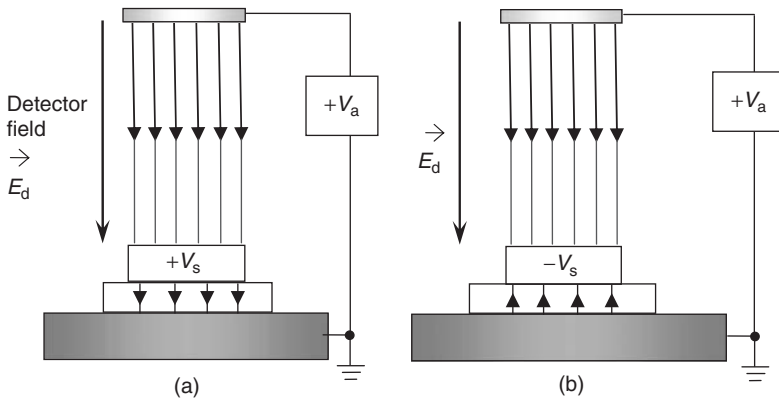 Detector
field
→
E_d
+V_a
+V_s
(a)
→
E_d
+V_a
−V_s
(b)